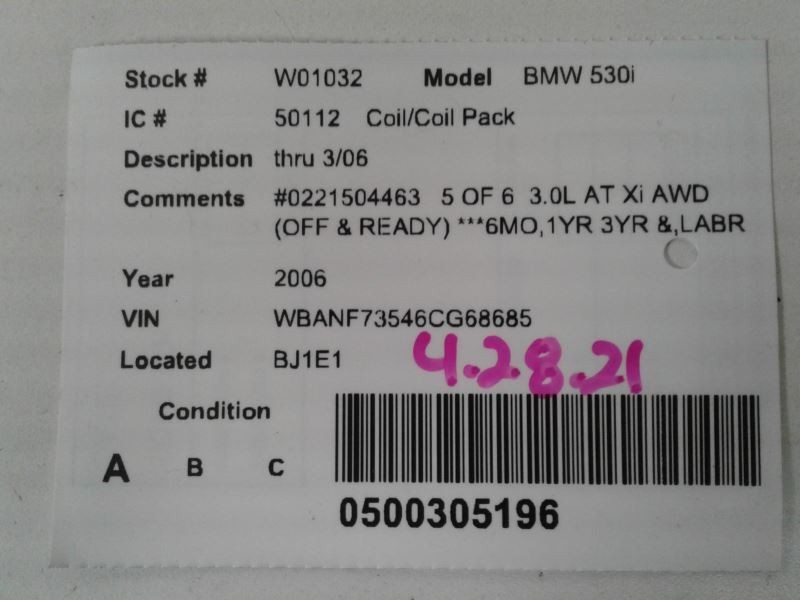 Stock # W01032 Model BMW 530i
IC # 50112 Coil/Coil Pack
Description thru 3/06
Comments #0221504463 5 OF 6 3.0L AT Xi AWD
(OFF & READY) ***6MO,1YR 3YR &,LABR
Year 2006
VIN WBANF73546CG68685
Located BJ1E1 4.28.21
Condition
A B C
0500305196